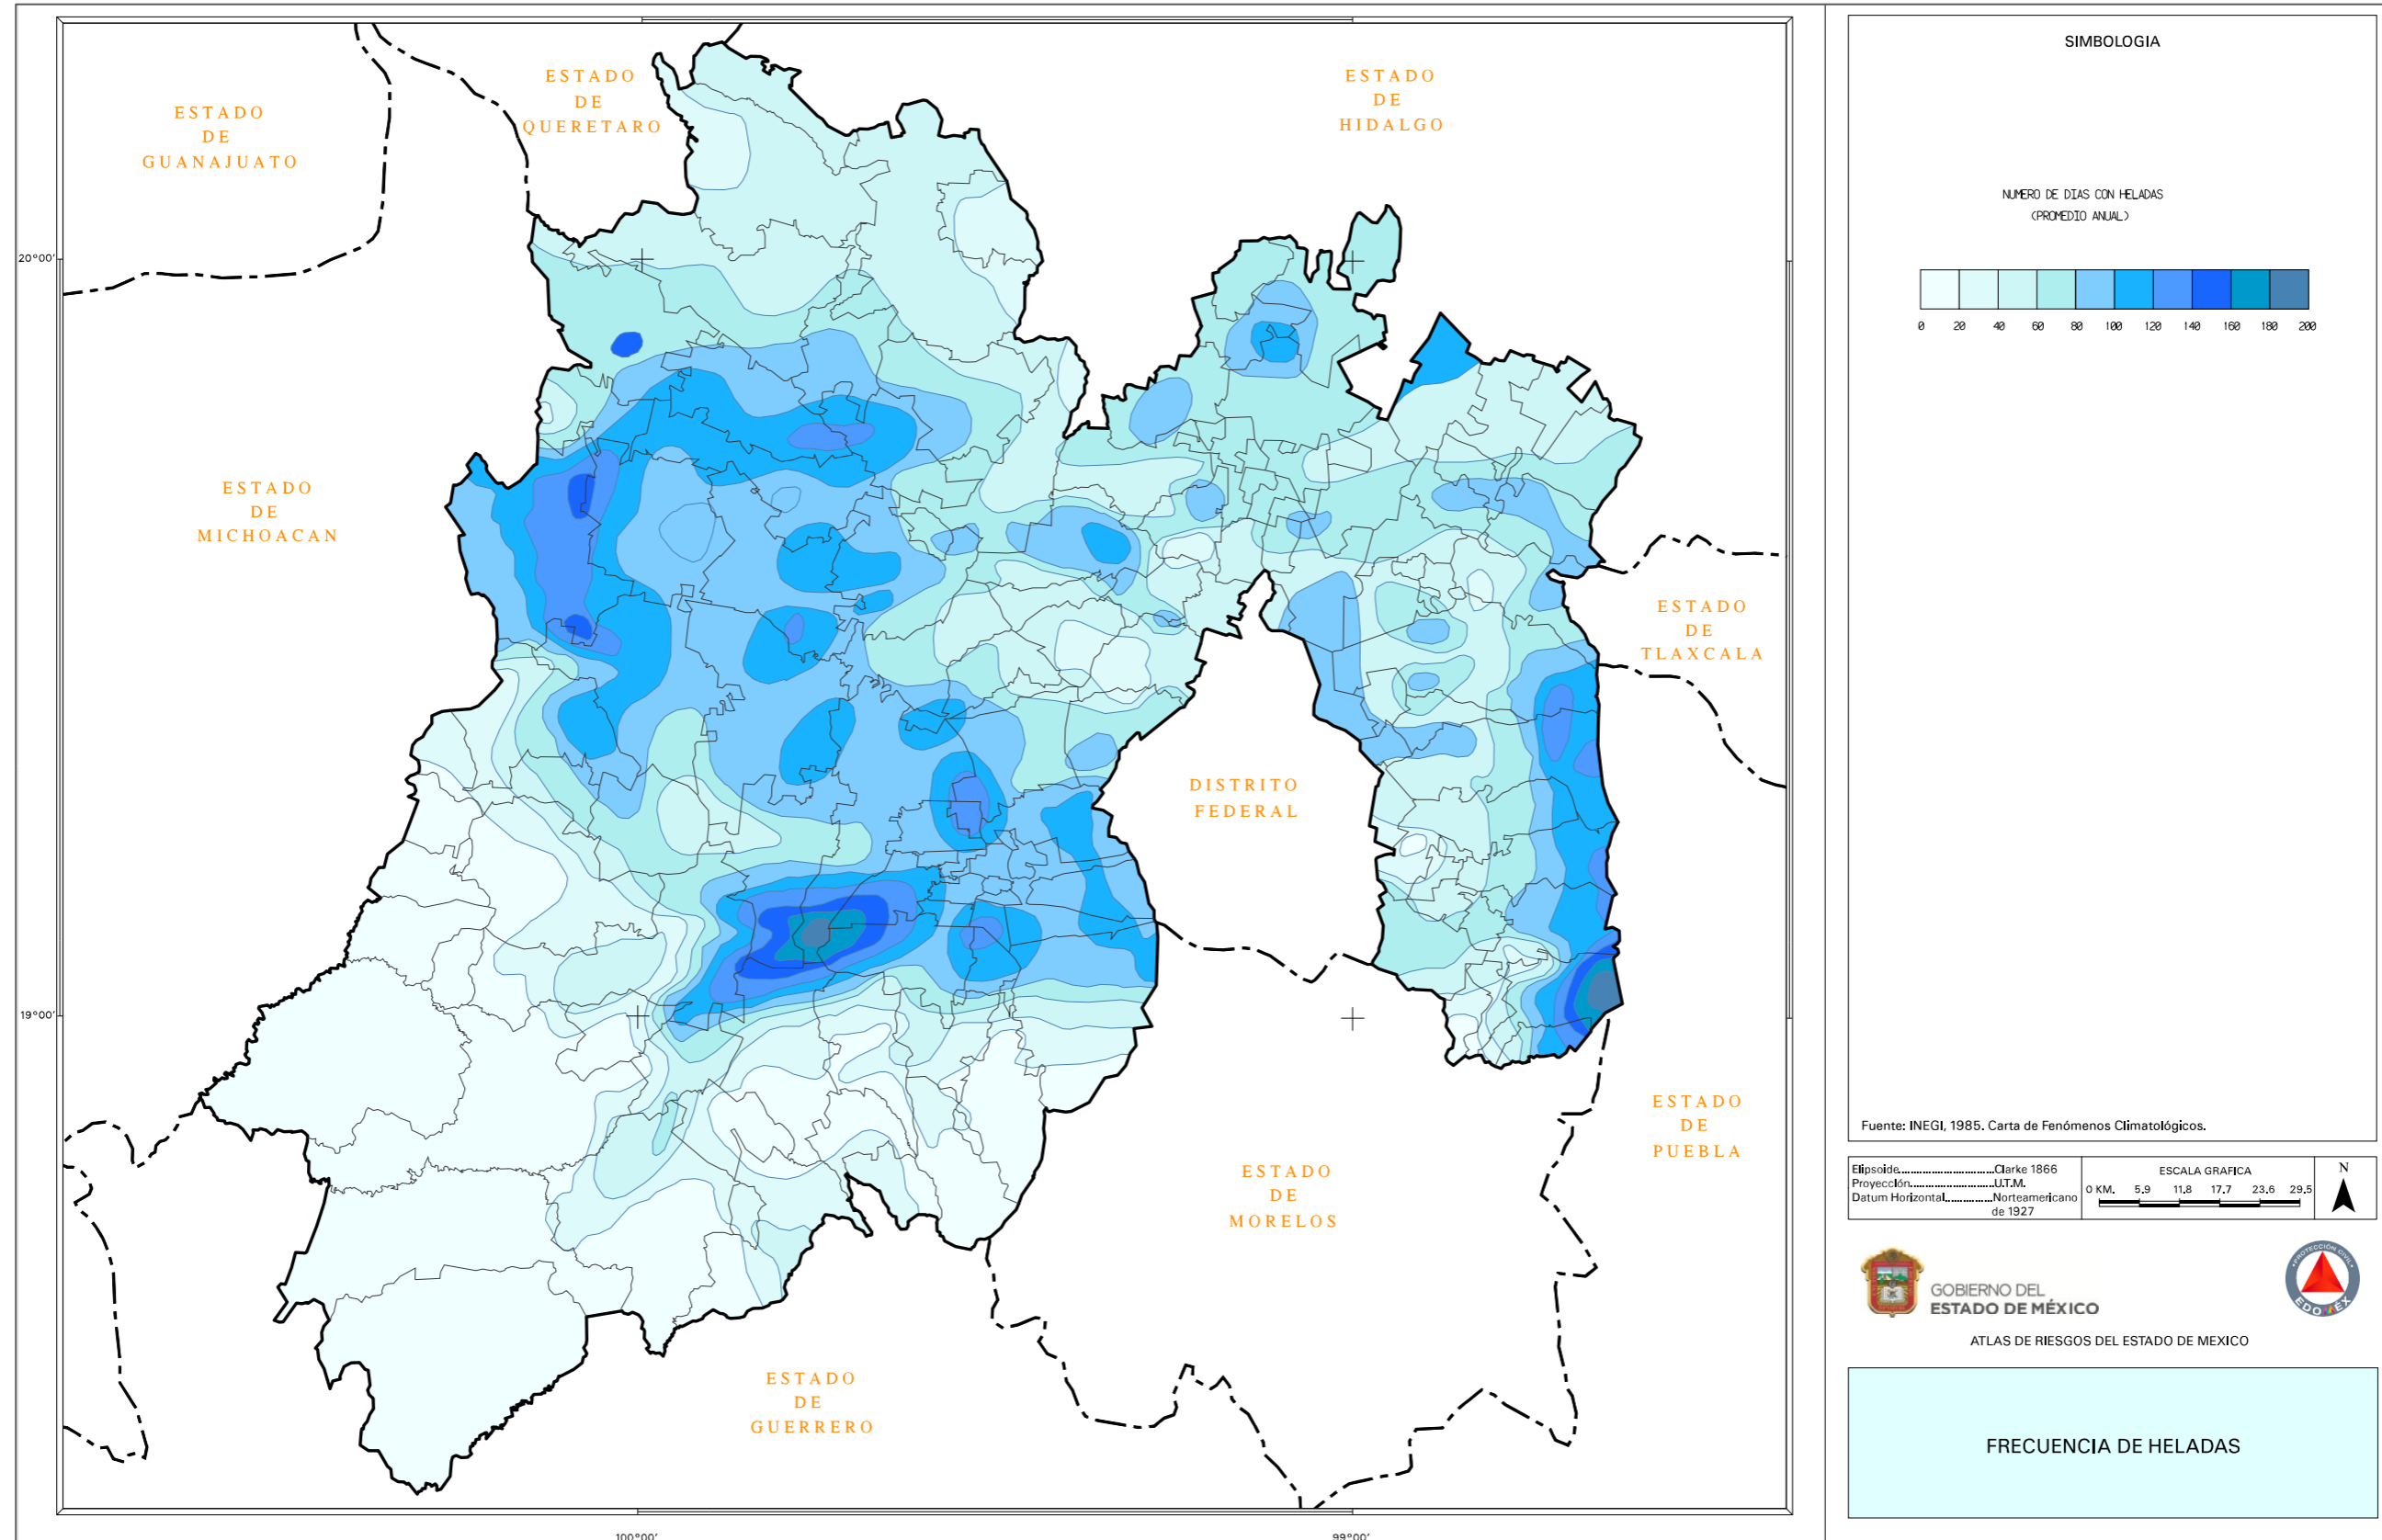 ESTADO
DE
GUANAJUATO
ESTADO
DE
QUERETARO
ESTADO
DE
HIDALGO
ESTADO
DE
MICHOACAN
ESTADO
DE
TLAXCALA
DISTRITO
FEDERAL
ESTADO
DE
PUEBLA
ESTADO
DE
MORELOS
ESTADO
DE
GUERRERO
20°00'
19°00'
100°00'
99°00'
SIMBOLOGIA
NUMERO DE DIAS CON HELADAS
(PROMEDIO ANUAL)
0 20 40 60 80 100 120 140 160 180 200
Fuente: INEGI, 1985. Carta de Fenómenos Climatológicos.
Elipsoide............................Clarke 1866
Proyección.........................U.T.M.
Datum Horizontal..............Norteamericano
de 1927
ESCALA GRAFICA
0 KM. 5.9 11.8 17.7 23.6 29.5
N
GOBIERNO DEL
ESTADO DE MÉXICO
PROTECCIÓN CIVIL
EDOMEX
ATLAS DE RIESGOS DEL ESTADO DE MEXICO
FRECUENCIA DE HELADAS